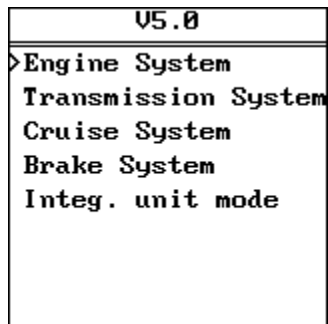 V5.0
>Engine System
Transmission System
Cruise System
Brake System
Integ. unit mode